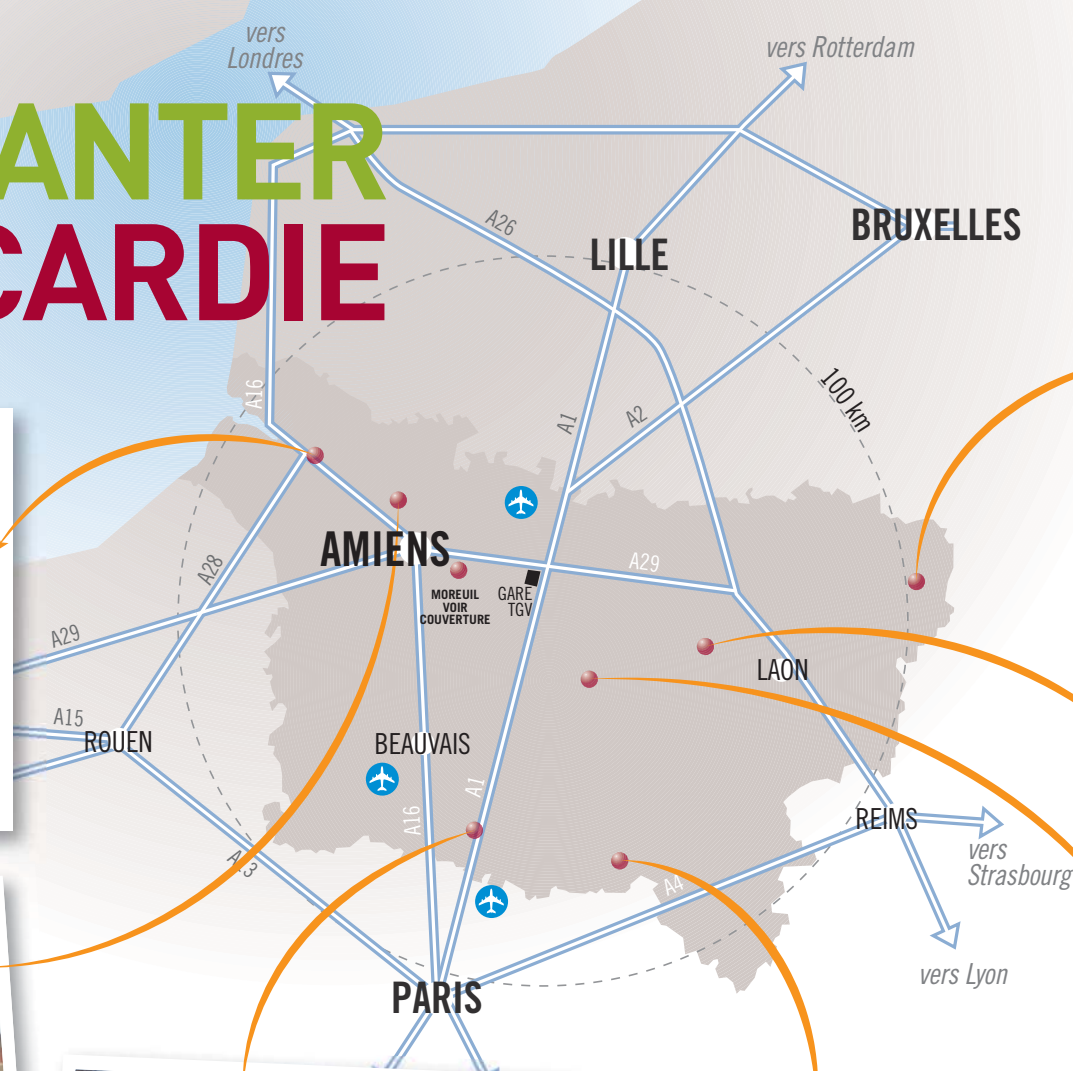 vers
Londres
vers Rotterdam
ANTER
CARDIE
A26
LILLE
BRUXELLES
A16
100 km
A1
A2
AMIENS
A28
A29
MOREUIL
VOIR
COUVERTURE
GARE
TGV
A29
LAON
A15
ROUEN
BEAUVAIS
A1
A16
REIMS
A13
vers
Strasbourg
A4
vers Lyon
PARIS